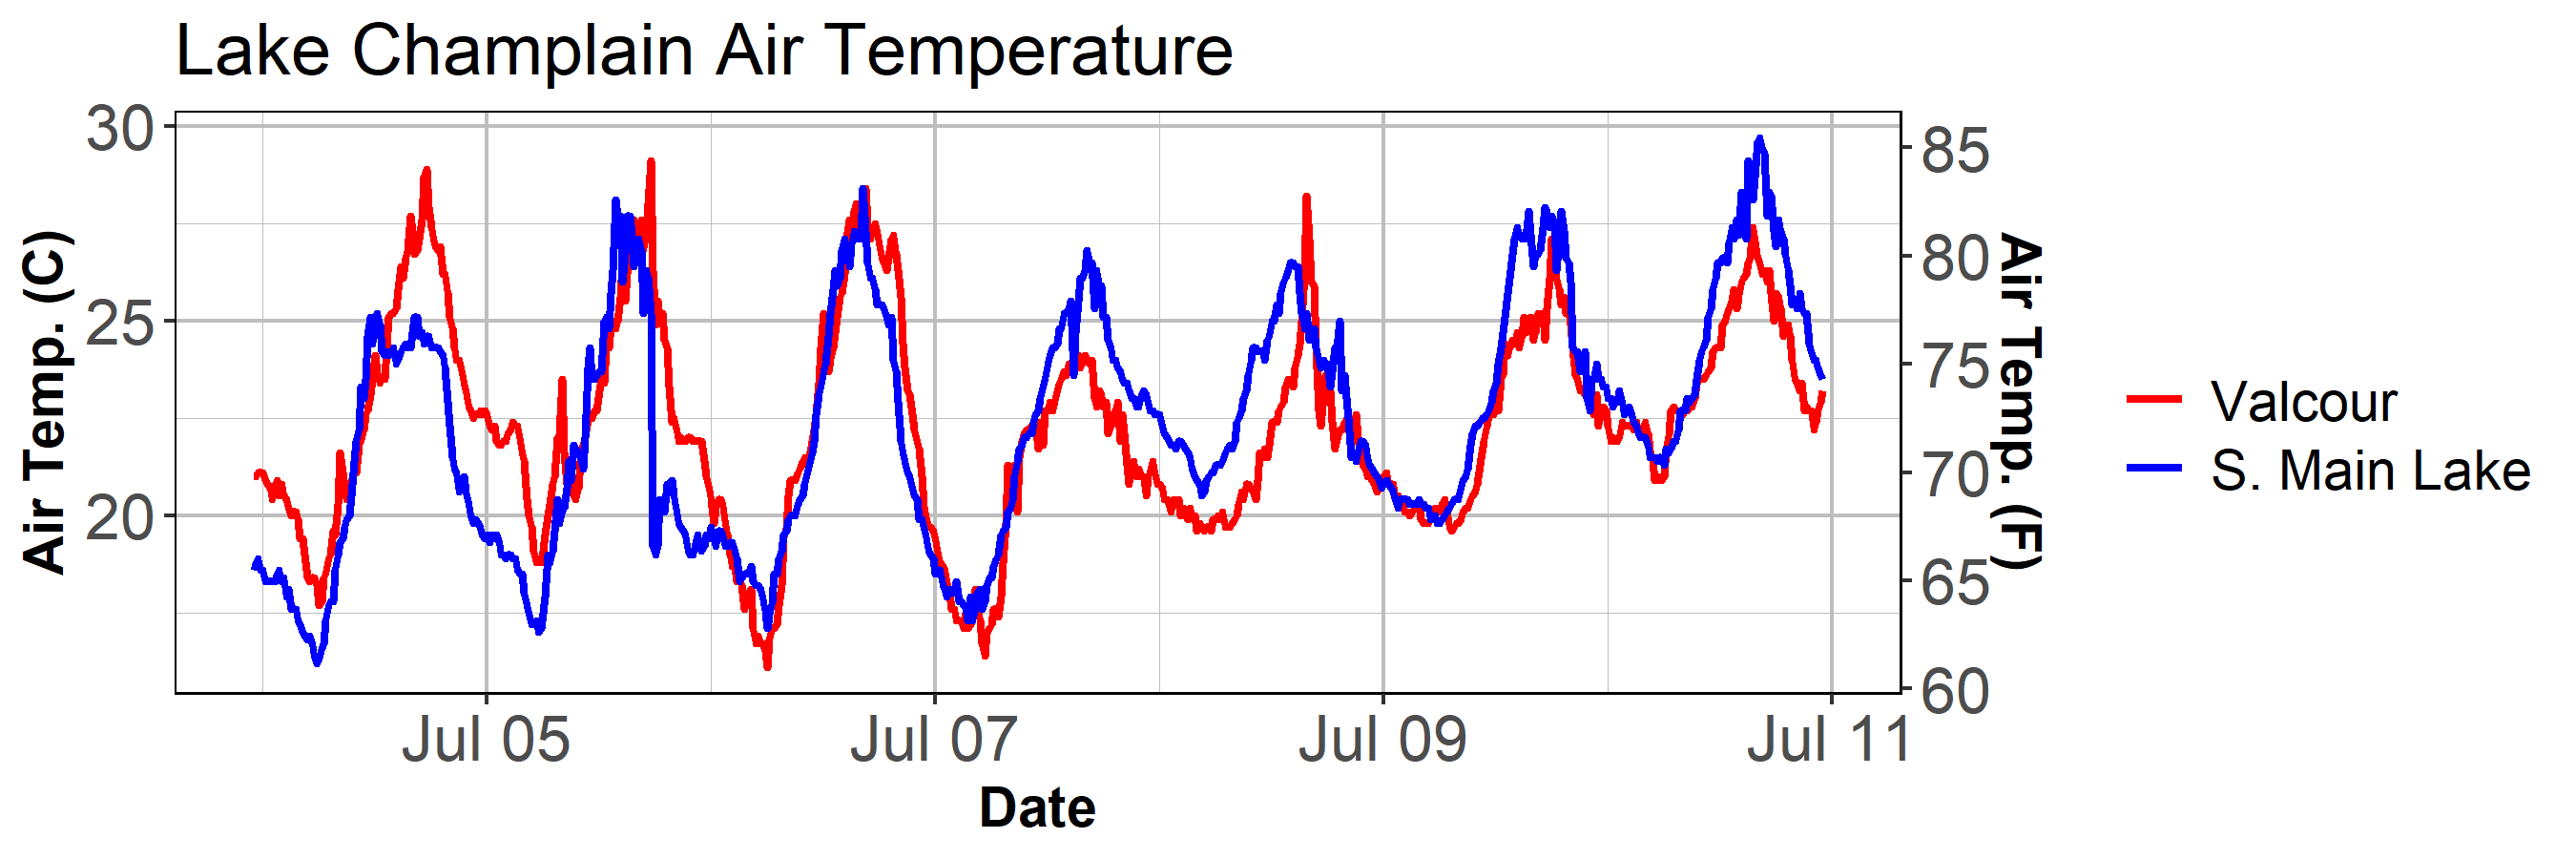 Lake Champlain Air Temperature
Air Temp. (C)
30
25
20
85
80
75
70
65
60
Air Temp. (F)
Jul 05
Jul 07
Jul 09
Jul 11
Date
Valcour
S. Main Lake